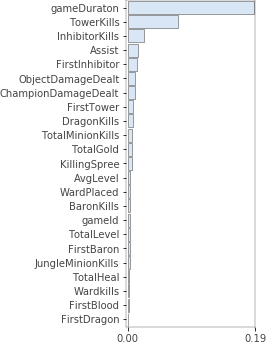 gameDuraton
TowerKills
InhibitorKills
Assist
FirstInhibitor
ObjectDamageDealt
ChampionDamageDealt
FirstTower
DragonKills
TotalMinionKills
TotalGold
KillingSpree
AvgLevel
WardPlaced
BaronKills
gameId
TotalLevel
FirstBaron
JungleMinionKills
TotalHeal
Wardkills
FirstBlood
FirstDragon
0.00 0.19